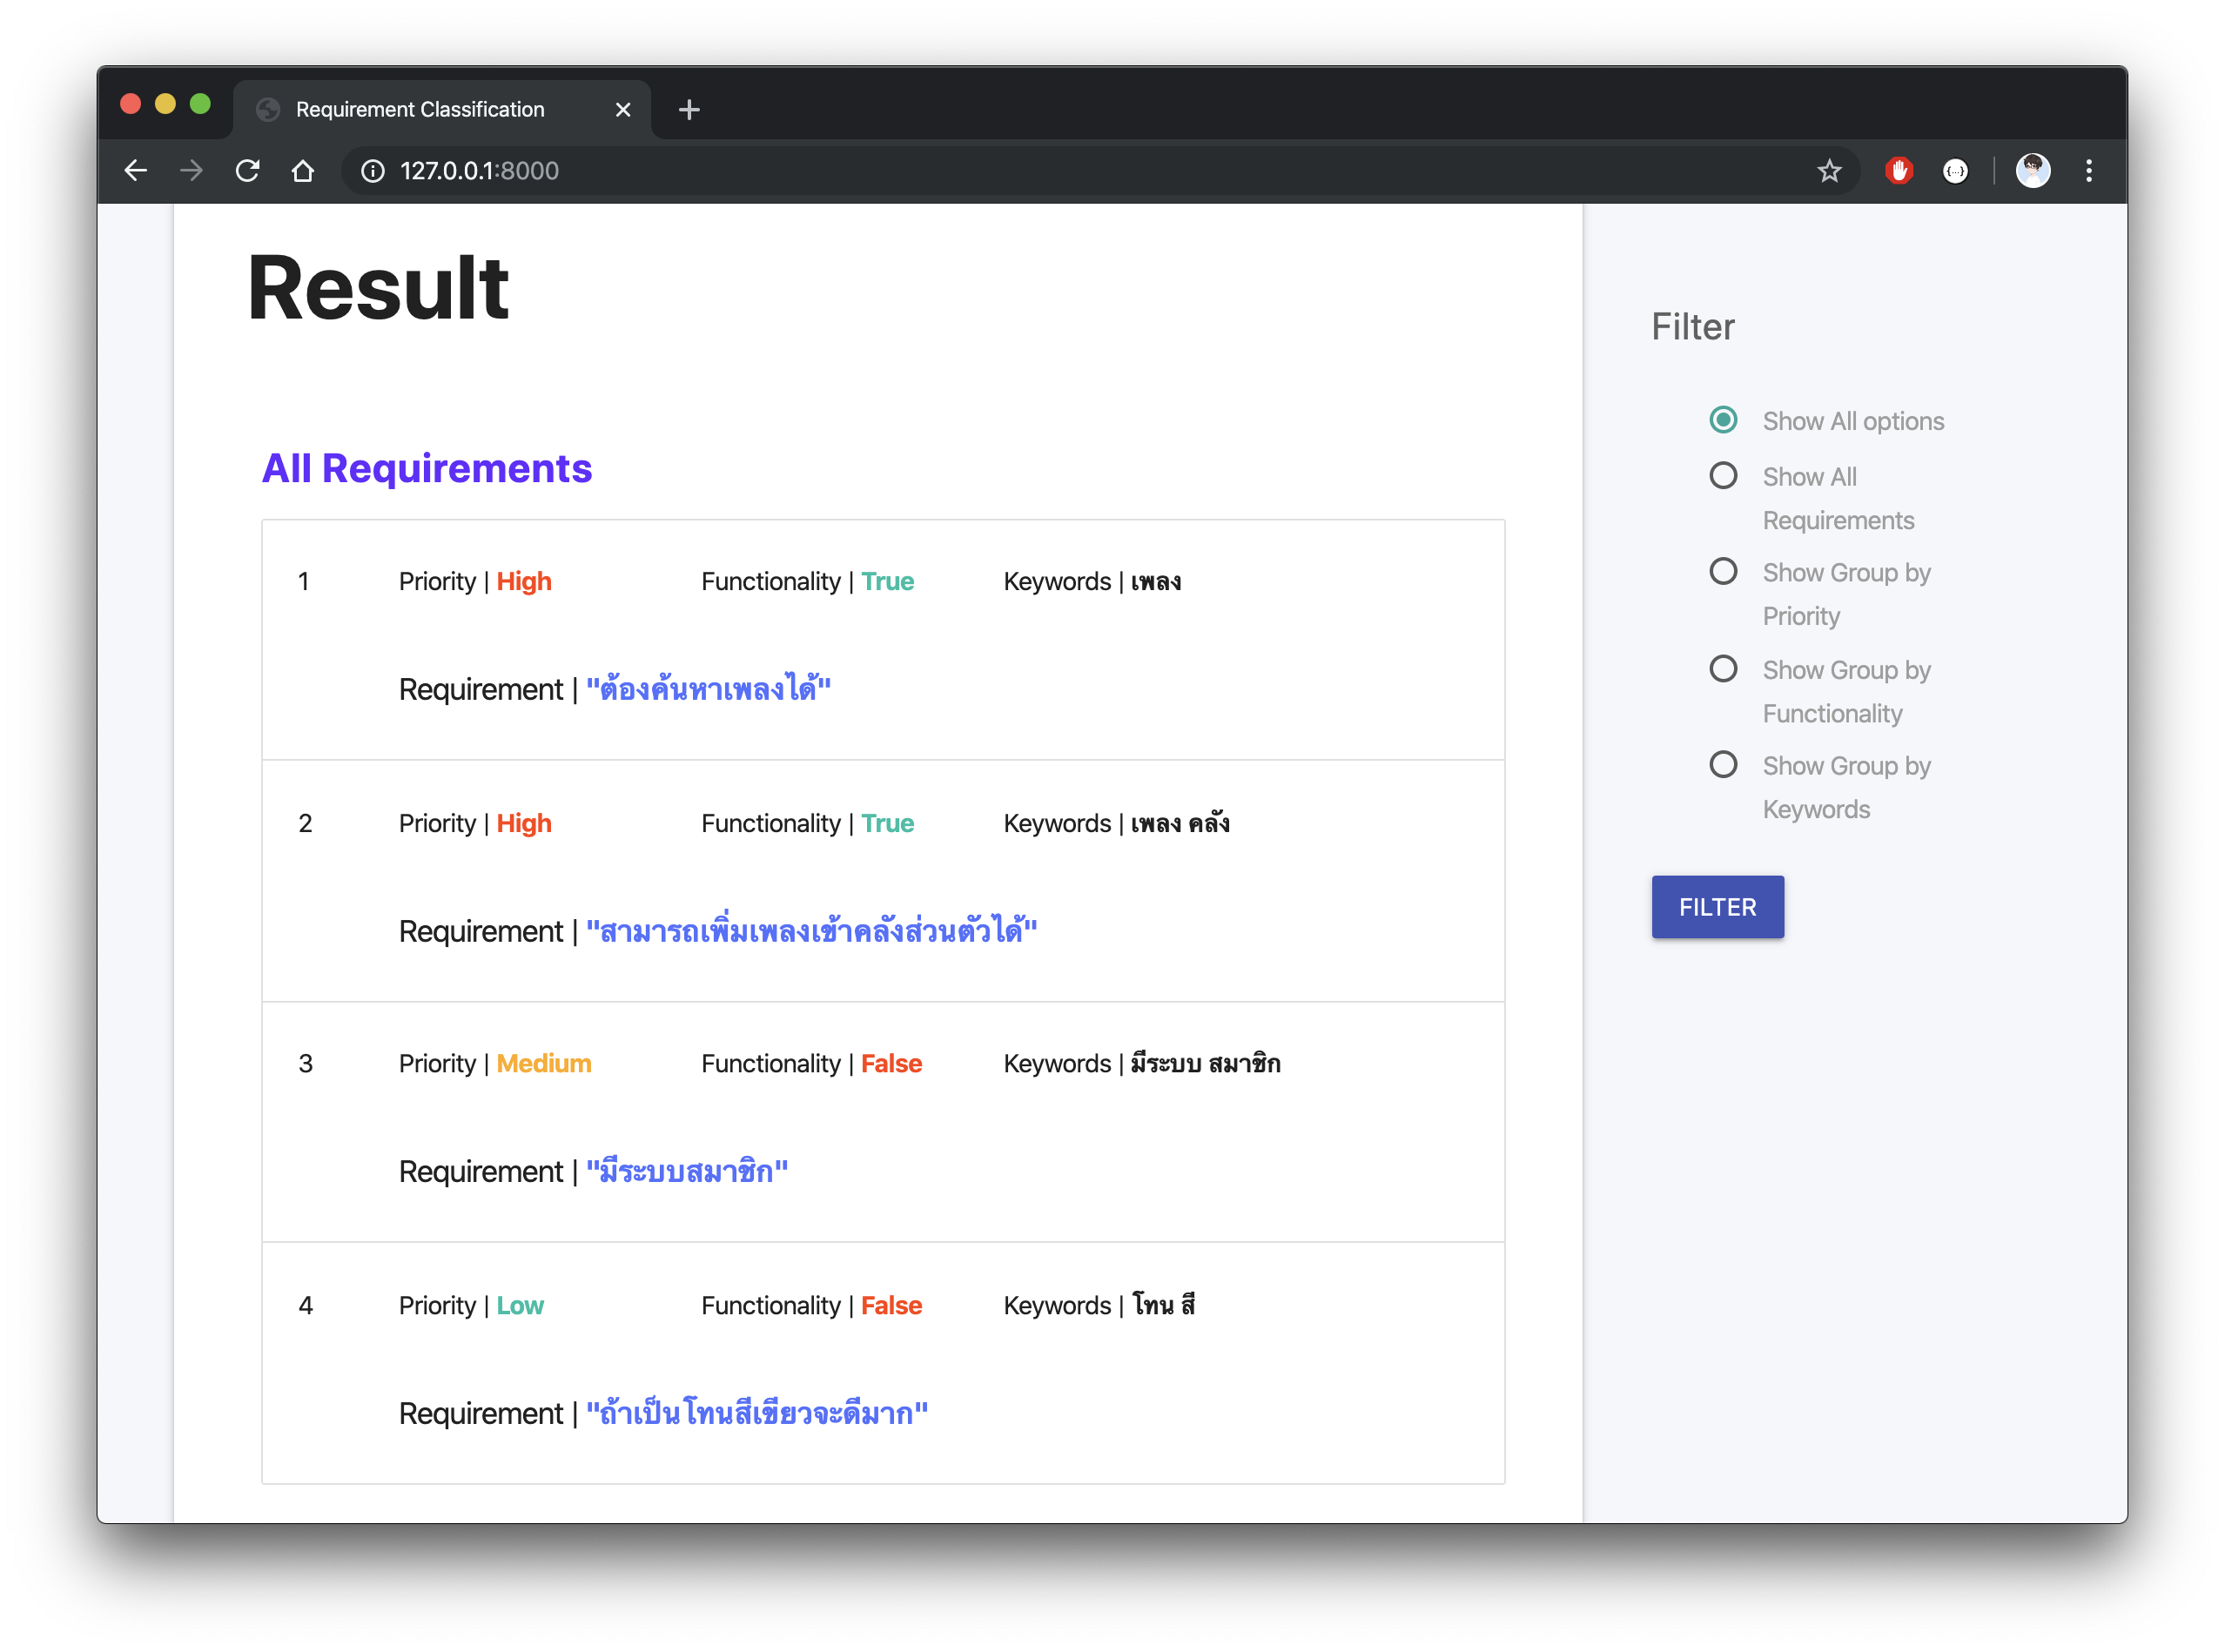 Requirement Classification
127.0.0.1:8000
Result
All Requirements
1 Priority | High Functionality | True Keywords | เพลง
Requirement | "ต้องค้นหาเพลงได้"
2 Priority | High Functionality | True Keywords | เพลง คลัง
Requirement | "สามารถเพิ่มเพลงเข้าคลังส่วนตัวได้"
3 Priority | Medium Functionality | False Keywords | มีระบบ สมาชิก
Requirement | "มีระบบสมาชิก"
4 Priority | Low Functionality | False Keywords | โทน สี
Requirement | "ถ้าเป็นโทนสีเขียวจะดีมาก"
Filter
Show All options
Show All
Requirements
Show Group by
Priority
Show Group by
Functionality
Show Group by
Keywords
FILTER